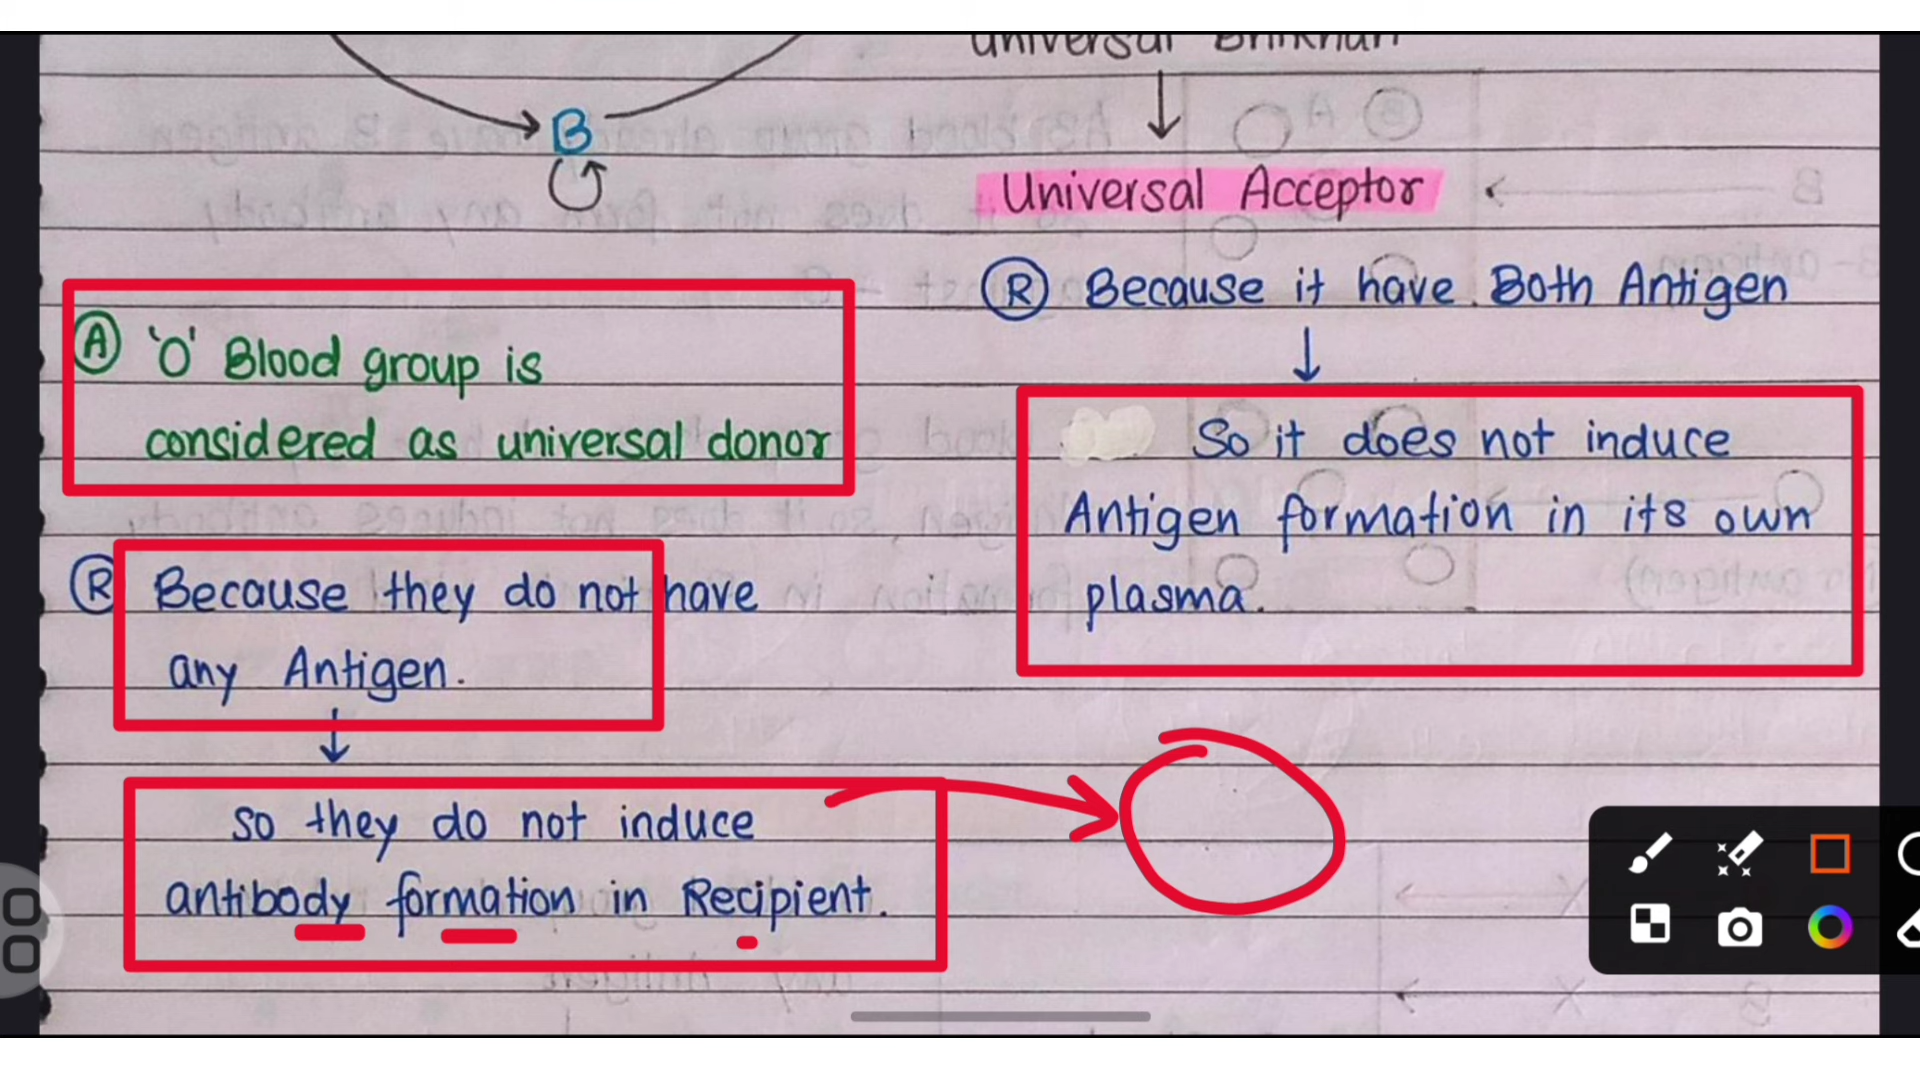 universal Bhikhari
B
Universal Acceptor
Ⓡ Because it have Both Antigen
So it does not induce
Antigen formation in its own
plasma.
Ⓐ 'O' Blood group is
considered as universal donor
Ⓡ Because they do not have
any Antigen.
so they do not induce
antibody formation in Recipient.